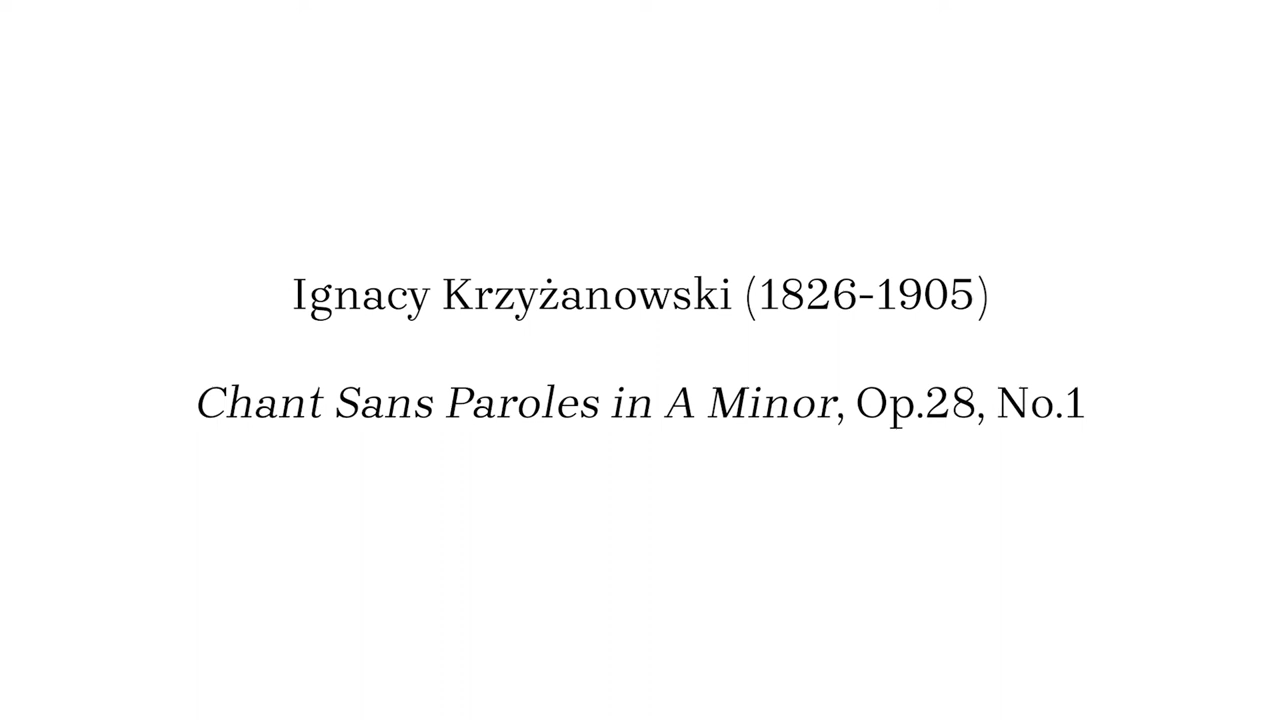 Ignacy Krzyżanowski (1826-1905)
Chant Sans Paroles in A Minor, Op.28, No.1